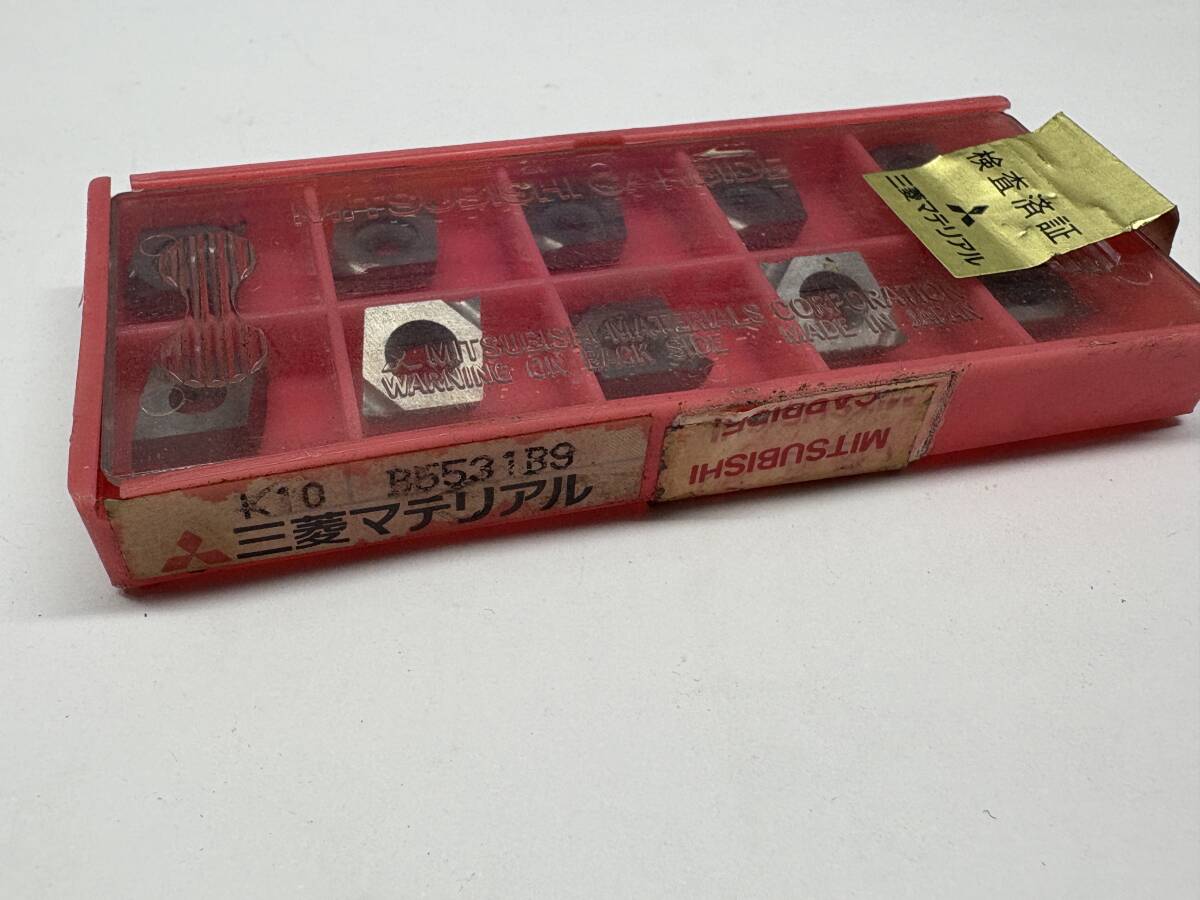 MITSUBISHI CARBIDE
検査済証
三菱マテリアル
MITSUBISHI MATERIALS CORPORATION
WARNING ON BACK SIDE MADE IN JAPAN
K10 B5531B9
三菱マテリアル
MITSUBISHI
CARBIDE